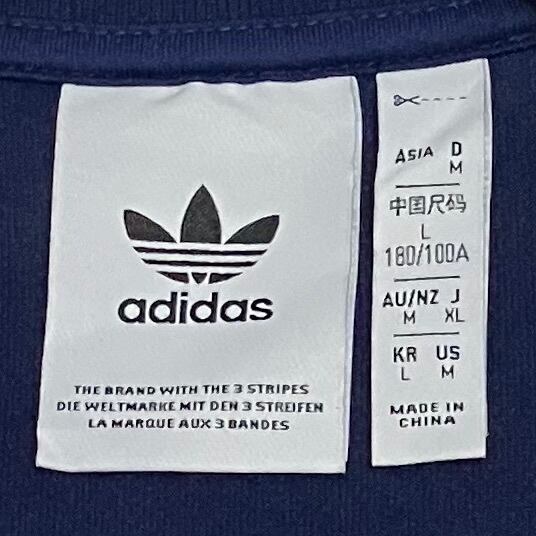 adidas
THE BRAND WITH THE 3 STRIPES
DIE WELTMARKE MIT DEN 3 STREIFEN
LA MARQUE AUX 3 BANDES
ASIA D
M
中国尺码
L
180/100A
AU/NZ J
M XL
KR US
L M
MADE IN
CHINA